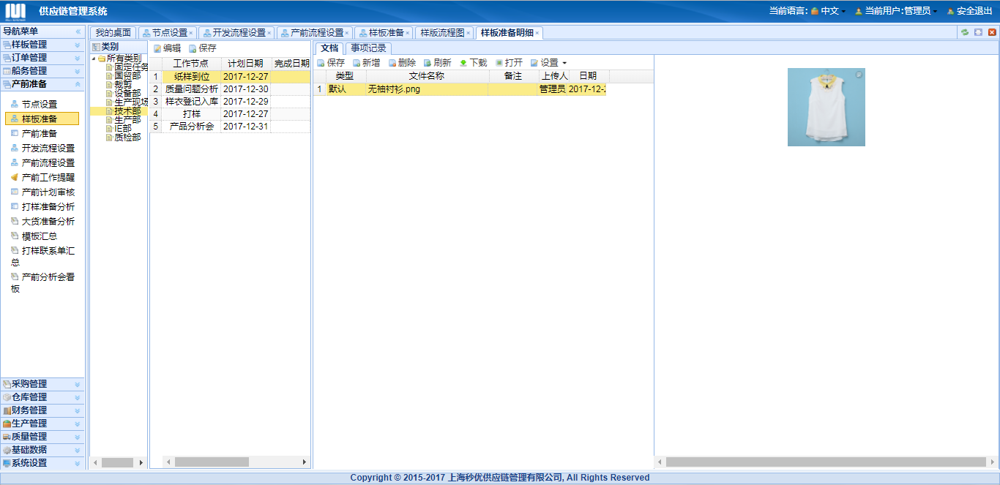 供应链管理系统
当前语言: 中文 当前用户:管理员 安全退出
导航菜单
样板管理
订单管理
船务管理
产前准备
节点设置
样板准备
产前准备
开发流程设置
产前流程设置
产前工作提醒
产前计划审核
打样准备分析
大货准备分析
模板汇总
打样联系单汇
总
产前分析会看
板
采购管理
仓库管理
财务管理
生产管理
质量管理
基础数据
系统设置
我的桌面 节点设置 开发流程设置 产前流程设置 样板准备 样版流程图 样板准备明细
类别
所有类别
固定任务
国贸部
裁剪
设备部
生产现场
技术部
生产部
IE部
质检部
编辑 保存
工作节点 计划日期 完成日期
1 纸样到位 2017-12-27
2 质量问题分析 2017-12-30
3 样衣登记入库 2017-12-29
4 打样 2017-12-27
5 产品分析会 2017-12-31
文档 事项记录
保存 新增 删除 刷新 下载 打开 设置
类型 文件名称 备注 上传人 日期
1 默认 无袖衬衫.png 管理员 2017-12-
Copyright © 2015-2017 上海秒优供应链管理有限公司, All Rights Reserved